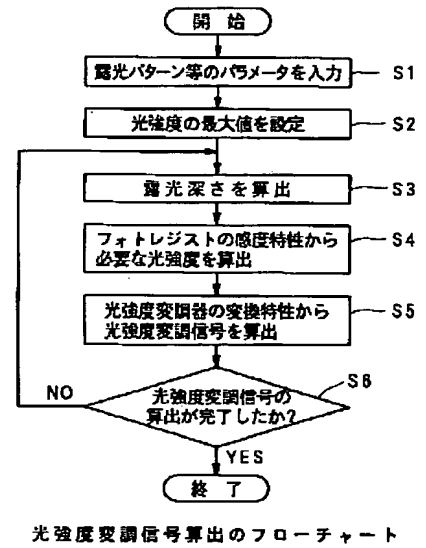 開始
露光パターン等のパラメータを入力
S1
光強度の最大値を設定
S2
露光深さを算出
S3
フォトレジストの感度特性から
必要な光強度を算出
S4
光強度変調器の変換特性から
光強度変調信号を算出
S5
光強度変調信号の
算出が完了したか?
S6
NO
YES
終了
光強度変調信号算出のフローチャート